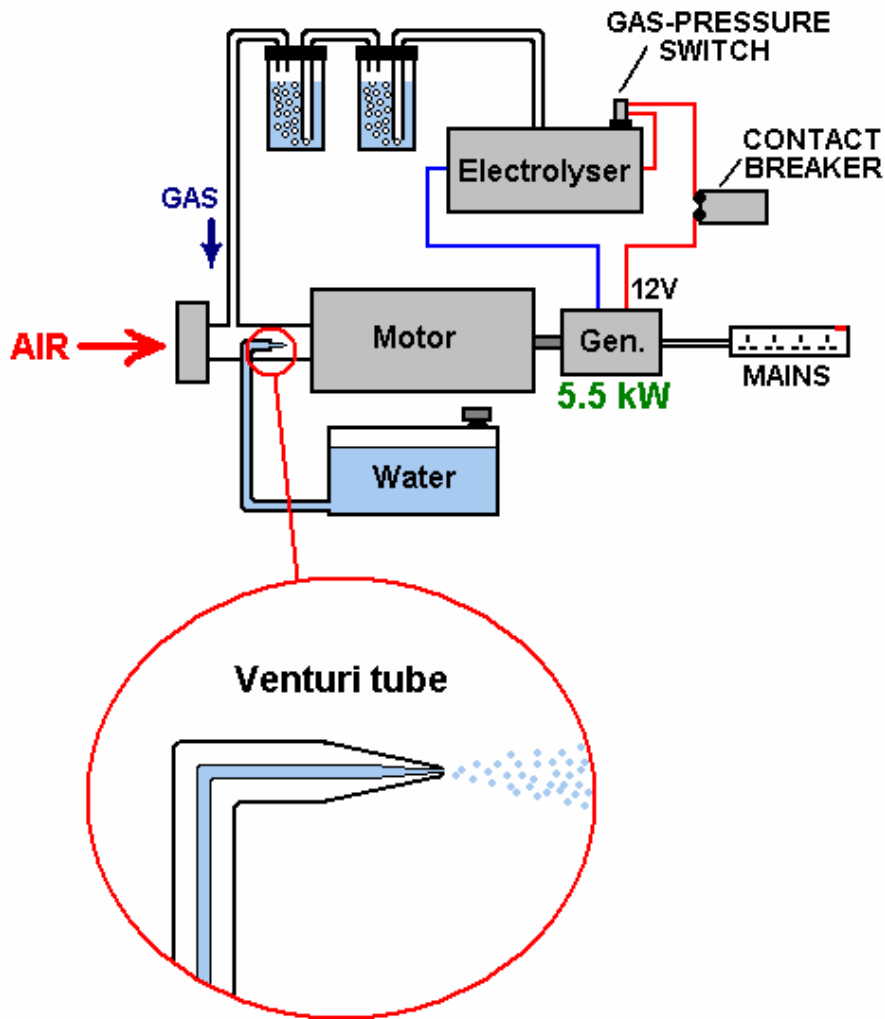 GAS-PRESSURE
SWITCH
CONTACT
BREAKER
Electrolyser
GAS
12V
AIR
Motor
Gen.
MAINS
5.5 kW
Water
Venturi tube